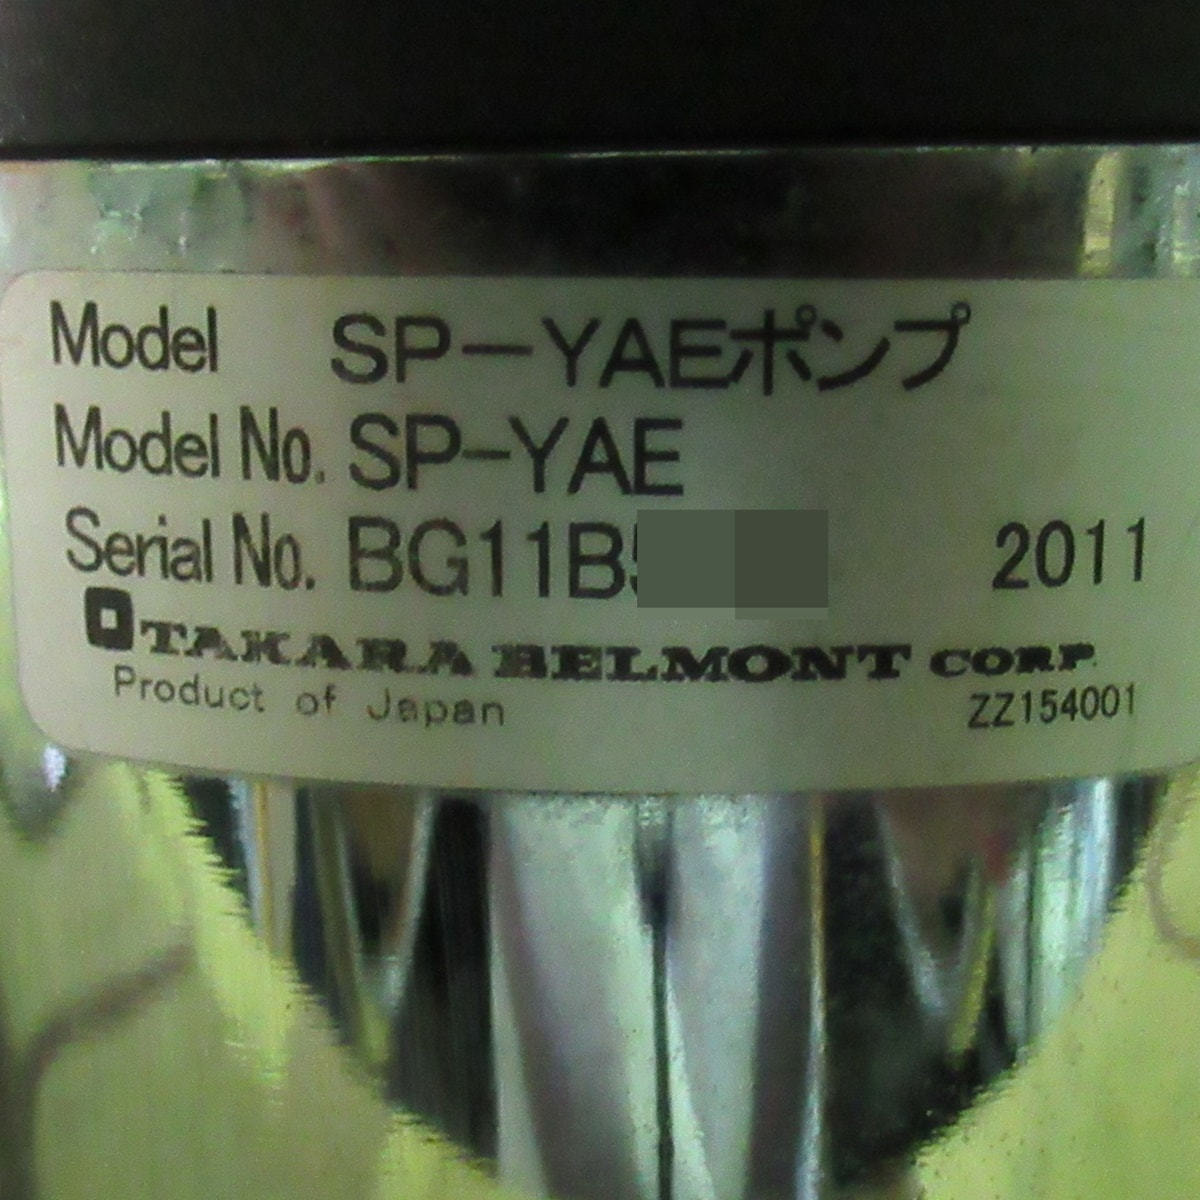 Model SP-YAEポンプ
Model No. SP-YAE
Serial No. BG11B 2011
TAKARA BELMONT CORP.
Product of Japan ZZ154001